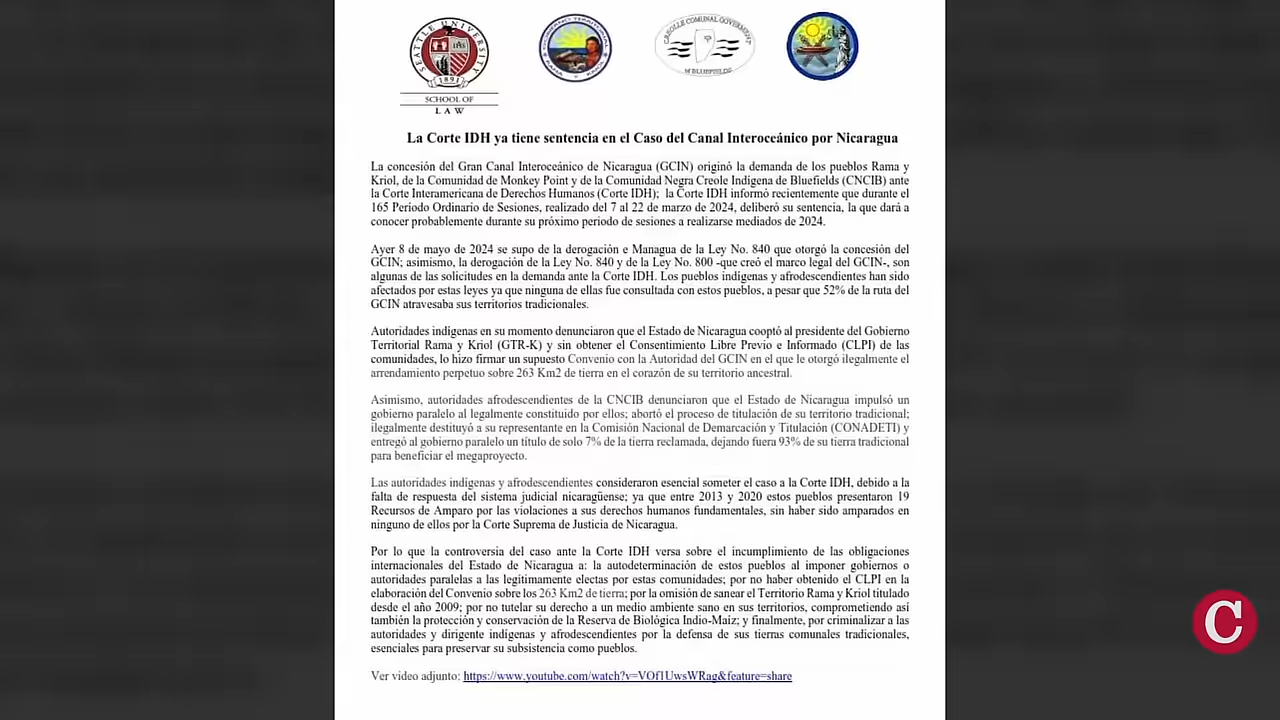 SEATTLE UNIVERSITY
1891
SCHOOL OF
LAW
CREOLLE COMUNAL GOVERNMENT
of BLUEFIELDS
La Corte IDH ya tiene sentencia en el Caso del Canal Interoceánico por Nicaragua
La concesión del Gran Canal Interoceánico de Nicaragua (GCIN) originó la demanda de los pueblos Rama y
Kriol, de la Comunidad de Monkey Point y de la Comunidad Negra Creole Indígena de Bluefields (CNCIB) ante
la Corte Interamericana de Derechos Humanos (Corte IDH); la Corte IDH informó recientemente que durante el
165 Período Ordinario de Sesiones, realizado del 7 al 22 de marzo de 2024, deliberó su sentencia, la que dará a
conocer probablemente durante su próximo período de sesiones a realizarse mediados de 2024.
Ayer 8 de mayo de 2024 se supo de la derogación e Managua de la Ley No. 840 que otorgó la concesión del
GCIN; asimismo, la derogación de la Ley No. 840 y de la Ley No. 800 -que creó el marco legal del GCIN-, son
algunas de las solicitudes en la demanda ante la Corte IDH. Los pueblos indígenas y afrodescendientes han sido
afectados por estas leyes ya que ninguna de ellas fue consultada con estos pueblos, a pesar que 52% de la ruta del
GCIN atravesaba sus territorios tradicionales.
Autoridades indígenas en su momento denunciaron que el Estado de Nicaragua cooptó al presidente del Gobierno
Territorial Rama y Kriol (GTR-K) y sin obtener el Consentimiento Libre Previo e Informado (CLPI) de las
comunidades, lo hizo firmar un supuesto Convenio con la Autoridad del GCIN en el que le otorgó ilegalmente el
arrendamiento perpetuo sobre 263 Km2 de tierra en el corazón de su territorio ancestral.
Asimismo, autoridades afrodescendientes de la CNCIB denunciaron que el Estado de Nicaragua impulsó un
gobierno paralelo al legalmente constituido por ellos; abortó el proceso de titulación de su territorio tradicional;
ilegalmente destituyó a su representante en la Comisión Nacional de Demarcación y Titulación (CONADETI) y
entregó al gobierno paralelo un título de solo 7% de la tierra reclamada, dejando fuera 93% de su tierra tradicional
para beneficiar el megaproyecto.
Las autoridades indígenas y afrodescendientes consideraron esencial someter el caso a la Corte IDH, debido a la
falta de respuesta del sistema judicial nicaragüense; ya que entre 2013 y 2020 estos pueblos presentaron 19
Recursos de Amparo por las violaciones a sus derechos humanos fundamentales, sin haber sido amparados en
ninguno de ellos por la Corte Suprema de Justicia de Nicaragua.
Por lo que la controversia del caso ante la Corte IDH versa sobre el incumplimiento de las obligaciones
internacionales del Estado de Nicaragua a: la autodeterminación de estos pueblos al imponer gobiernos o
autoridades paralelas a las legítimamente electas por estas comunidades; por no haber obtenido el CLPI en la
elaboración del Convenio sobre los 263 Km2 de tierra; por la omisión de sanear el Territorio Rama y Kriol titulado
desde el año 2009; por no tutelar su derecho a un medio ambiente sano en sus territorios, comprometiendo así
también la protección y conservación de la Reserva de Biológica Indio-Maíz; y finalmente, por criminalizar a las
autoridades y dirigente indígenas y afrodescendientes por la defensa de sus tierras comunales tradicionales,
esenciales para preservar su subsistencia como pueblos.
Ver video adjunto: https://www.youtube.com/watch?v=VOf1UwsWRag&feature=share
C